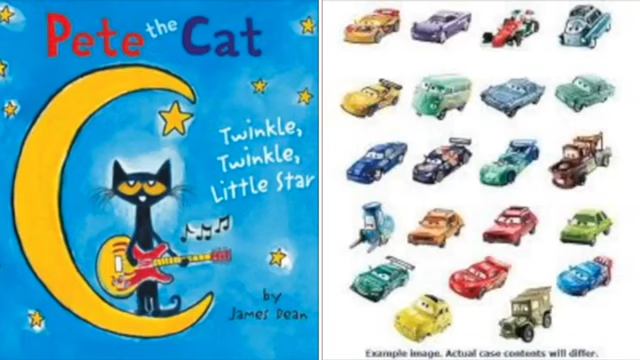 Pete the Cat
Twinkle,
Twinkle,
Little Star
by
James Dean
Example image. Actual case contents will differ.